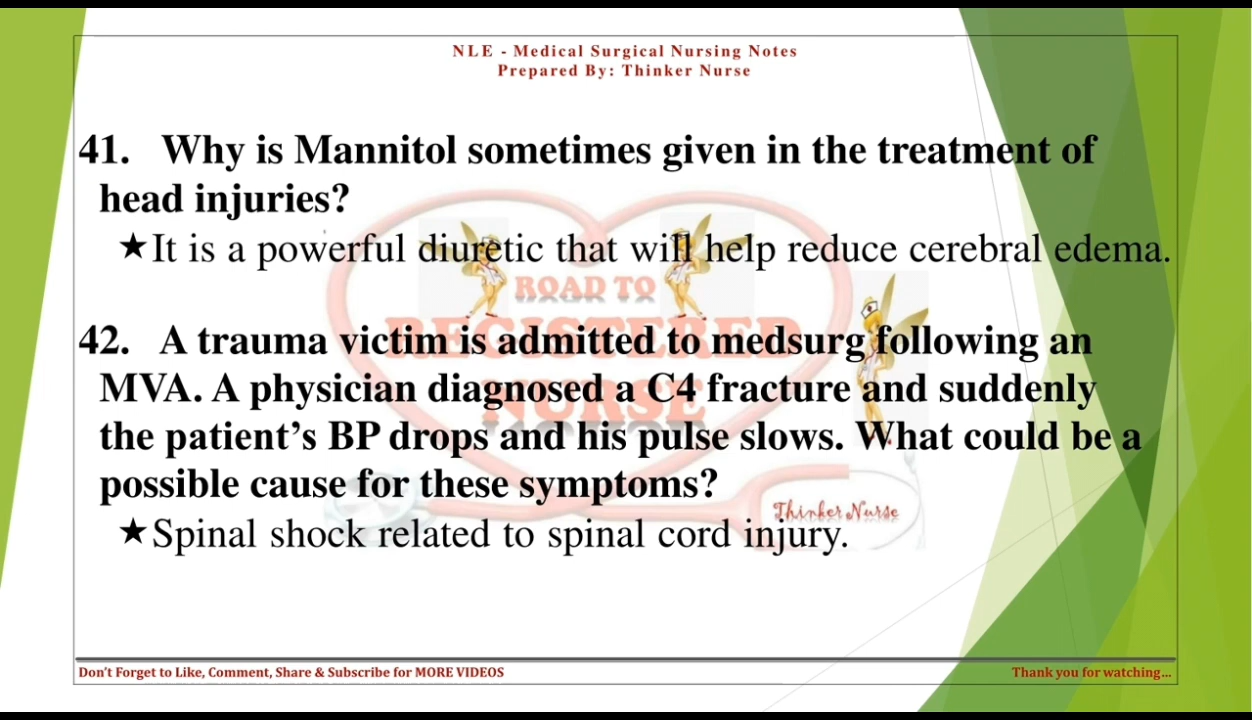 NLE - Medical Surgical Nursing Notes
Prepared By: Thinker Nurse
41. Why is Mannitol sometimes given in the treatment of
head injuries?
★It is a powerful diuretic that will help reduce cerebral edema.
ROAD TO
REGISTERED
NURSE
42. A trauma victim is admitted to medsurg following an
MVA. A physician diagnosed a C4 fracture and suddenly
the patient’s BP drops and his pulse slows. What could be a
possible cause for these symptoms?
Thinker Nurse
★Spinal shock related to spinal cord injury.
Don’t Forget to Like, Comment, Share & Subscribe for MORE VIDEOS
Thank you for watching...